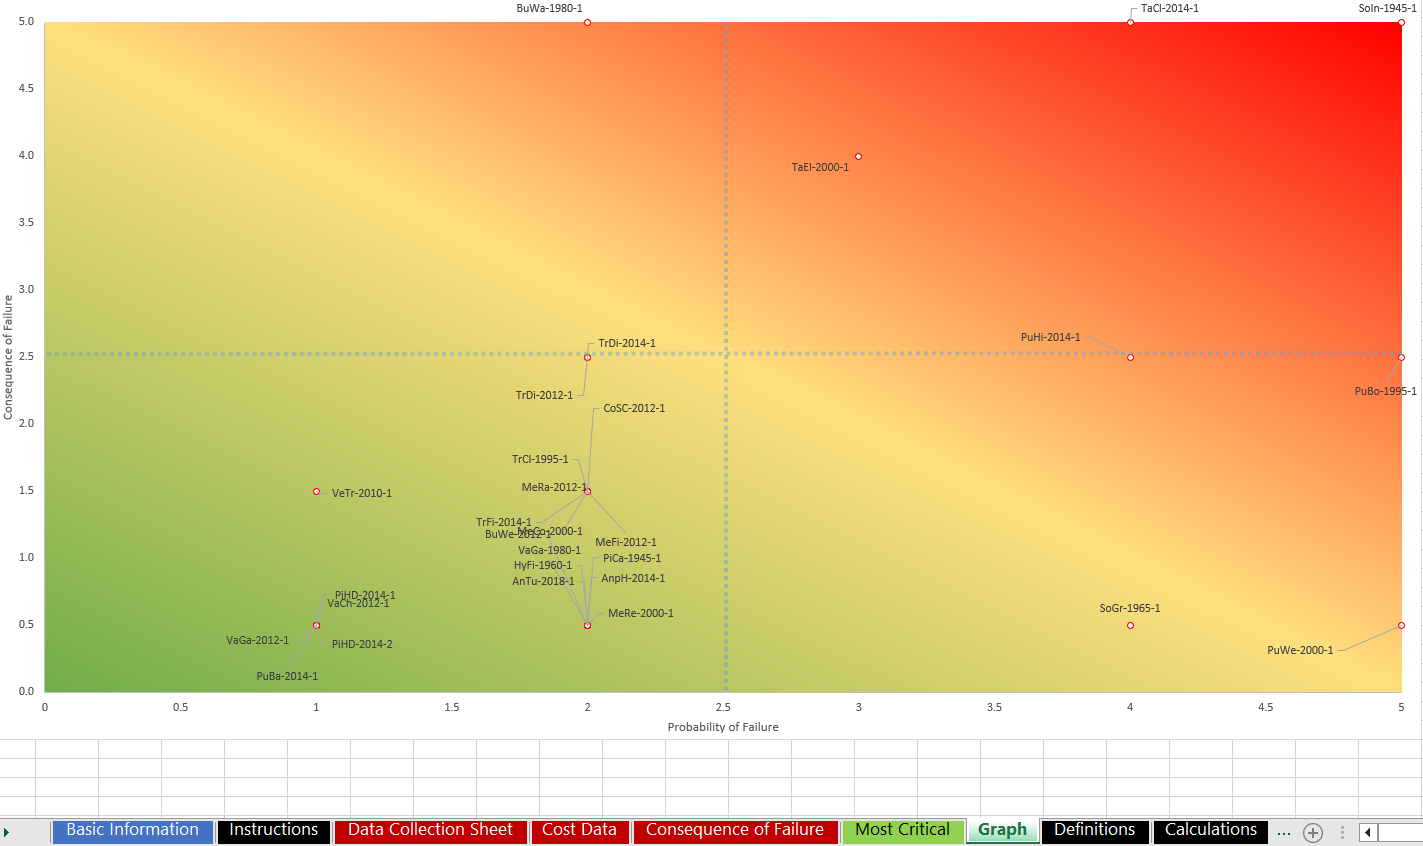 BuWa-1980-1
TaCl-2014-1
SoIn-1945-1
5.0
4.5
4.0
TaEl-2000-1
3.5
3.0
Consequence of Failure
TrDi-2014-1
PuHi-2014-1
2.5
TrDi-2012-1
PuBo-1995-1
CoSC-2012-1
2.0
TrCl-1995-1
MeRa-2012-1
1.5
VeTr-2010-1
TrFi-2014-1
MeCo-2000-1
BuWe-2012-1
MeFi-2012-1
VaGa-1980-1
1.0
PiCa-1945-1
HyFi-1960-1
AnTu-2018-1
AnpH-2014-1
PiHD-2014-1
VaCh-2012-1
MeRe-2000-1
SoGr-1965-1
0.5
VaGa-2012-1
PiHD-2014-2
PuWe-2000-1
PuBa-2014-1
0.0
0 0.5 1 1.5 2 2.5 3 3.5 4 4.5 5
Probability of Failure
Basic Information Instructions Data Collection Sheet Cost Data Consequence of Failure Most Critical Graph Definitions Calculations ...